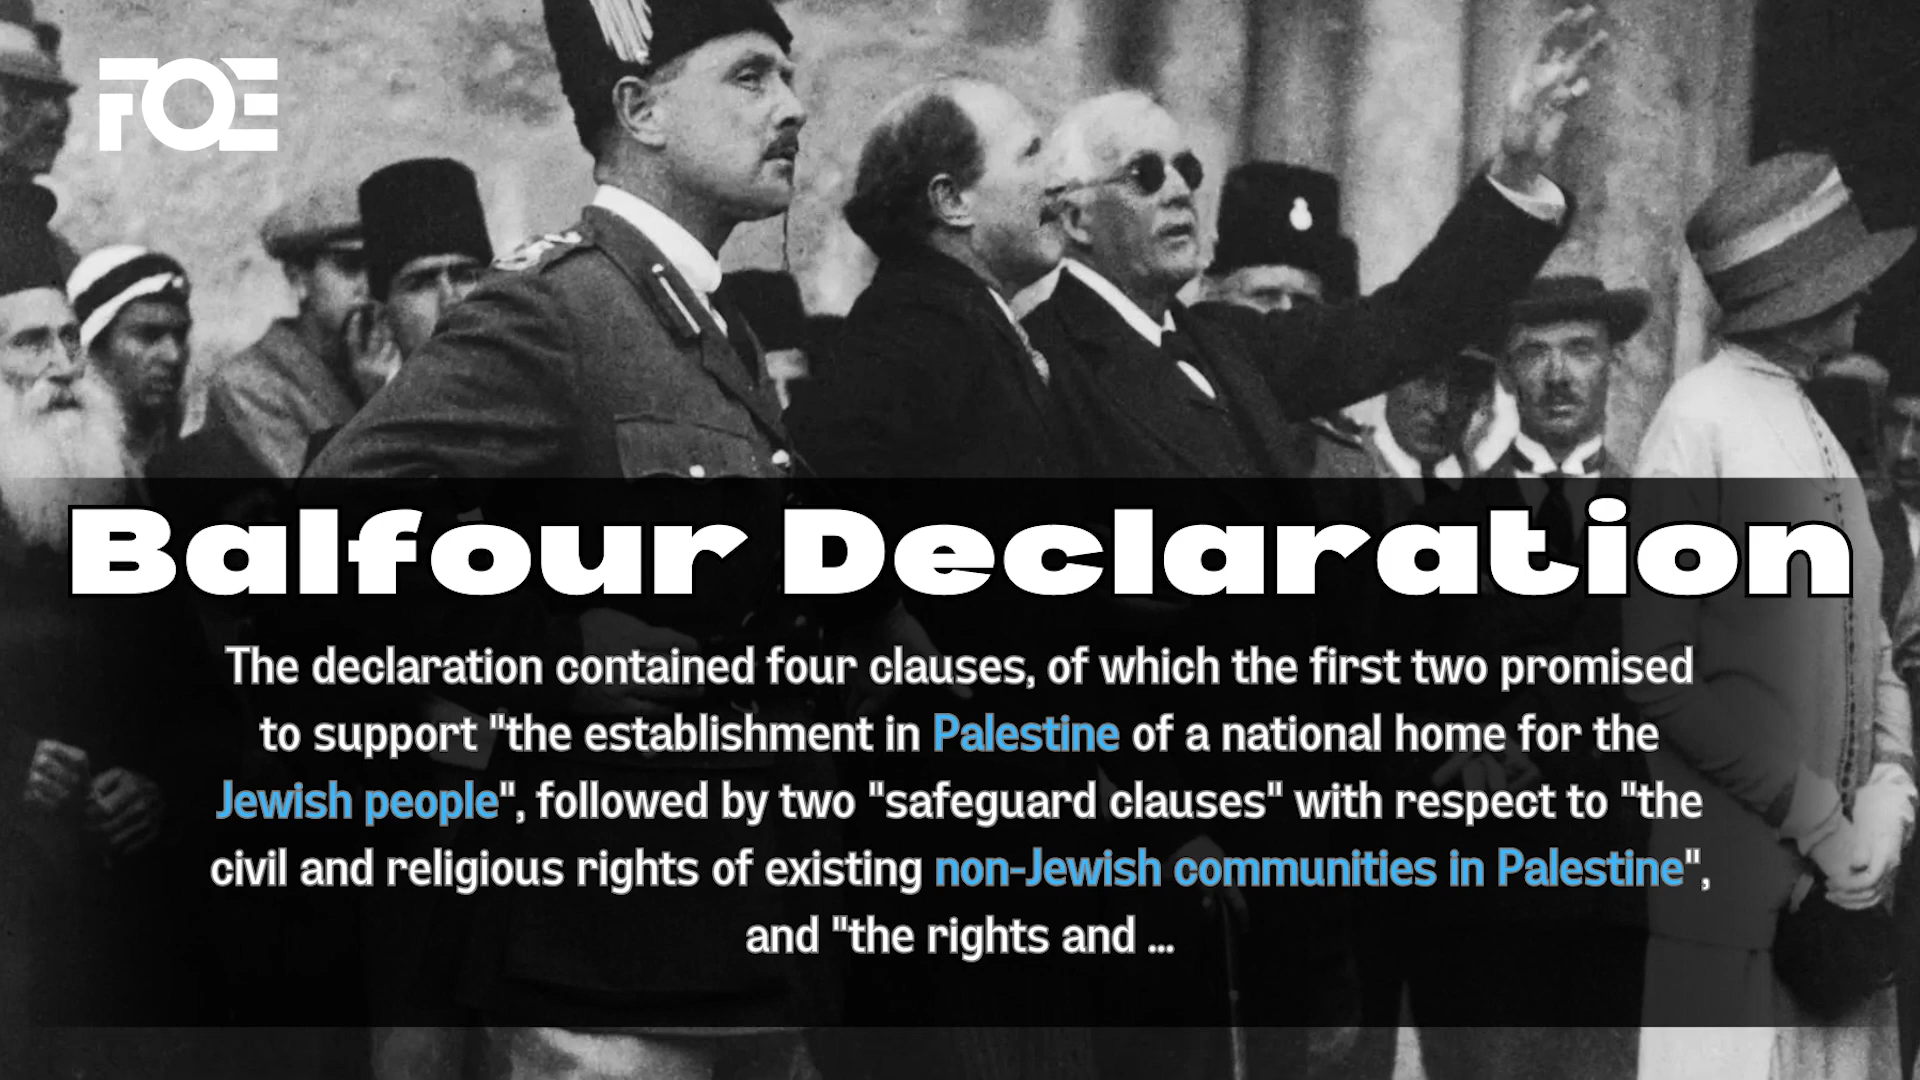 FOE
Balfour Declaration
The declaration contained four clauses, of which the first two promised
to support "the establishment in Palestine of a national home for the
Jewish people", followed by two "safeguard clauses" with respect to "the
civil and religious rights of existing non-Jewish communities in Palestine",
and "the rights and ...